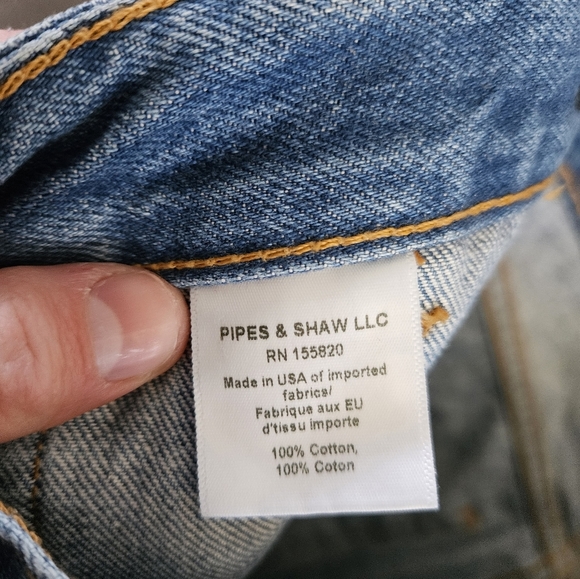 PIPES & SHAW LLC
RN 155820
Made in USA of imported
fabrics/
Fabrique aux EU
d'tissu importe
100% Cotton,
100% Coton